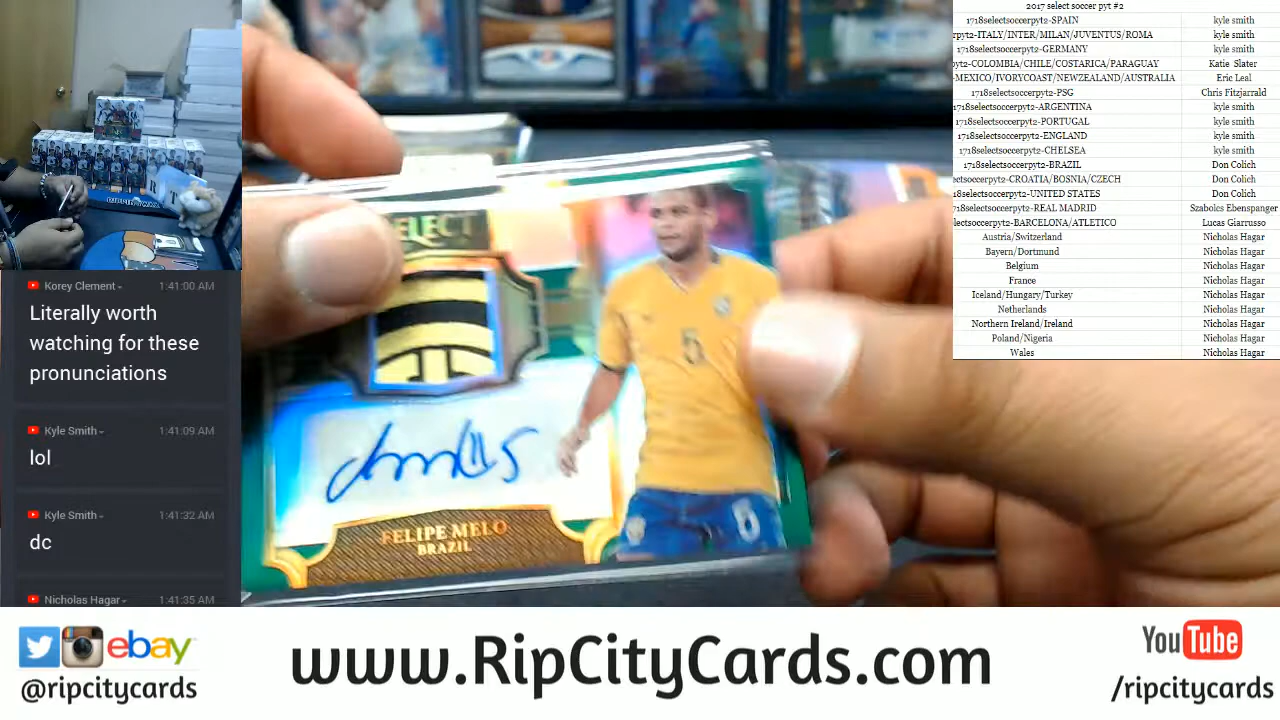 2017 select soccer pyt #2
1718selectsoccerpyt2-SPAIN kyle smith
rpyt2-ITALY/INTER/MILAN/JUVENTUS/ROMA kyle smith
1718selectsoccerpyt2-GERMANY kyle smith
pyt2-COLOMBIA/CHILE/COSTARICA/PARAGUAY Katie Slater
-MEXICO/IVORYCOAST/NEWZEALAND/AUSTRALIA Eric Leal
1718selectsoccerpyt2-PSG Chris Fitzjarrald
1718selectsoccerpyt2-ARGENTINA kyle smith
1718selectsoccerpyt2-PORTUGAL kyle smith
1718selectsoccerpyt2-ENGLAND kyle smith
1718selectsoccerpyt2-CHELSEA kyle smith
1718selectsoccerpyt2-BRAZIL Don Colich
ectsoccerpyt2-CROATIA/BOSNIA/CZECH Don Colich
18selectsoccerpyt2-UNITED STATES Don Colich
718selectsoccerpyt2-REAL MADRID Szabolcs Ebenspanger
lectsoccerpyt2-BARCELONA/ATLETICO Lucas Giarrusso
Austria/Switzerland Nicholas Hagar
Bayern/Dortmund Nicholas Hagar
Belgium Nicholas Hagar
France Nicholas Hagar
Iceland/Hungary/Turkey Nicholas Hagar
Netherlands Nicholas Hagar
Northern Ireland/Ireland Nicholas Hagar
Poland/Nigeria Nicholas Hagar
Wales Nicholas Hagar
ELECT
5
5
FELIPE MELO
BRAZIL
Korey Clement 1:41:00 AM
Literally worth
watching for these
pronunciations
Kyle Smith 1:41:09 AM
lol
Kyle Smith 1:41:32 AM
dc
Nicholas Hagar 1:41:35 AM
ebay
@ripcitycards
www.RipCityCards.com
YouTube
/ripcitycards